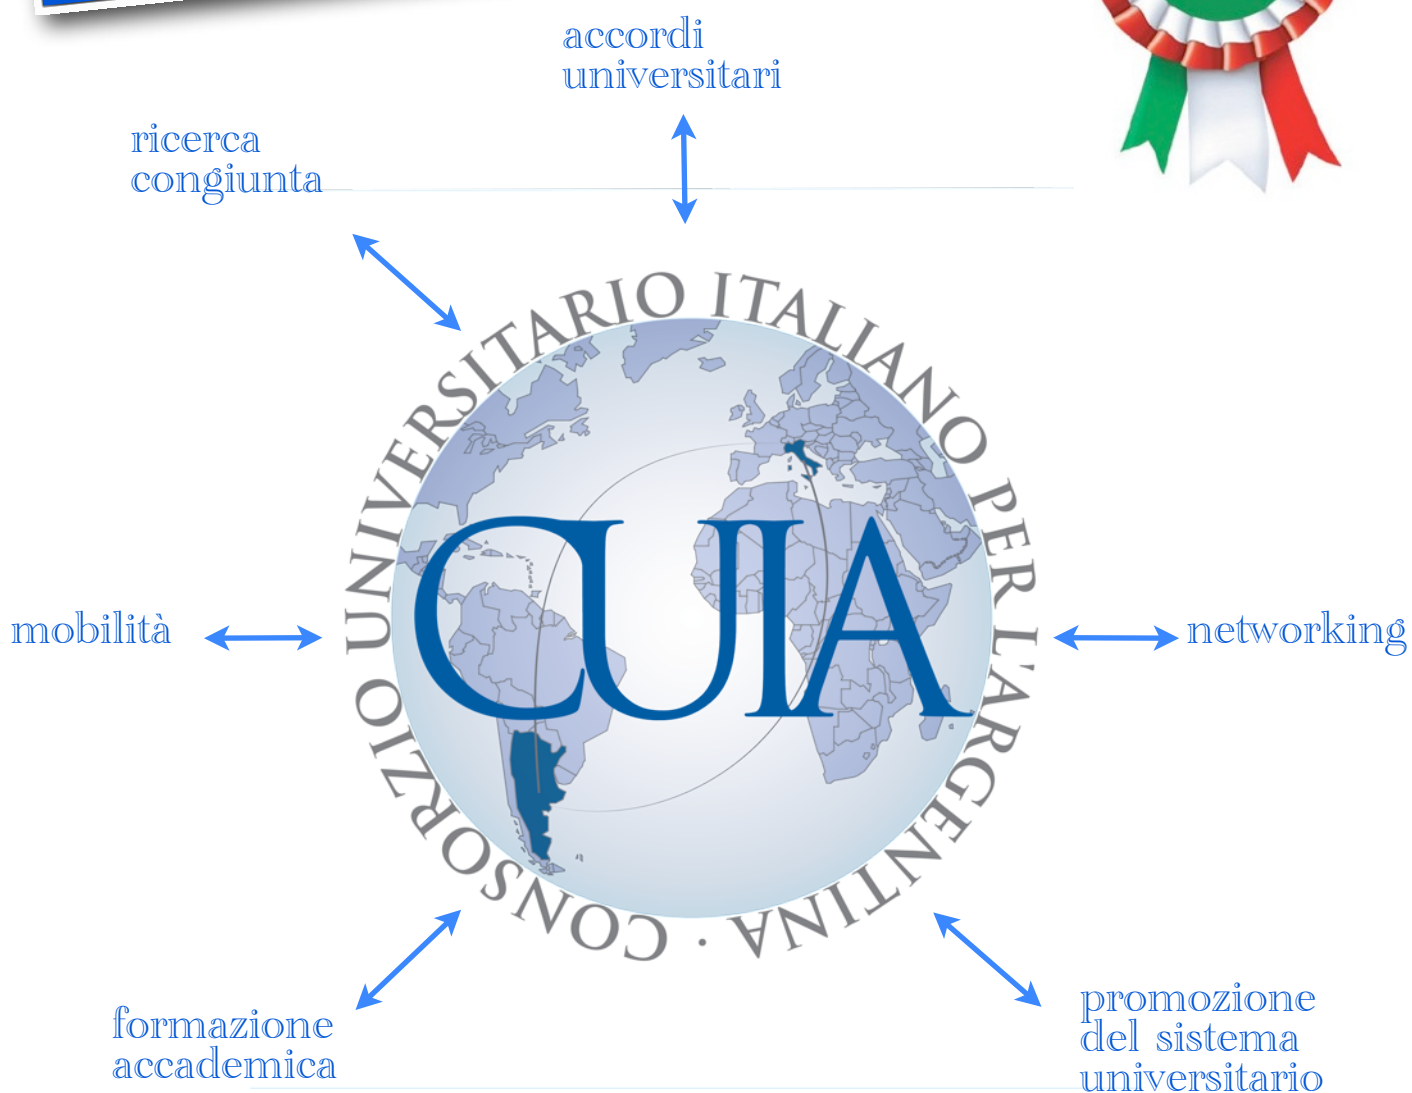 accordi
universitari
ricerca
congiunta
CONSORZIO UNIVERSITARIO ITALIANO PER L'ARGENTINA ·
CUIA
mobilità
networking
formazione
accademica
promozione
del sistema
universitario